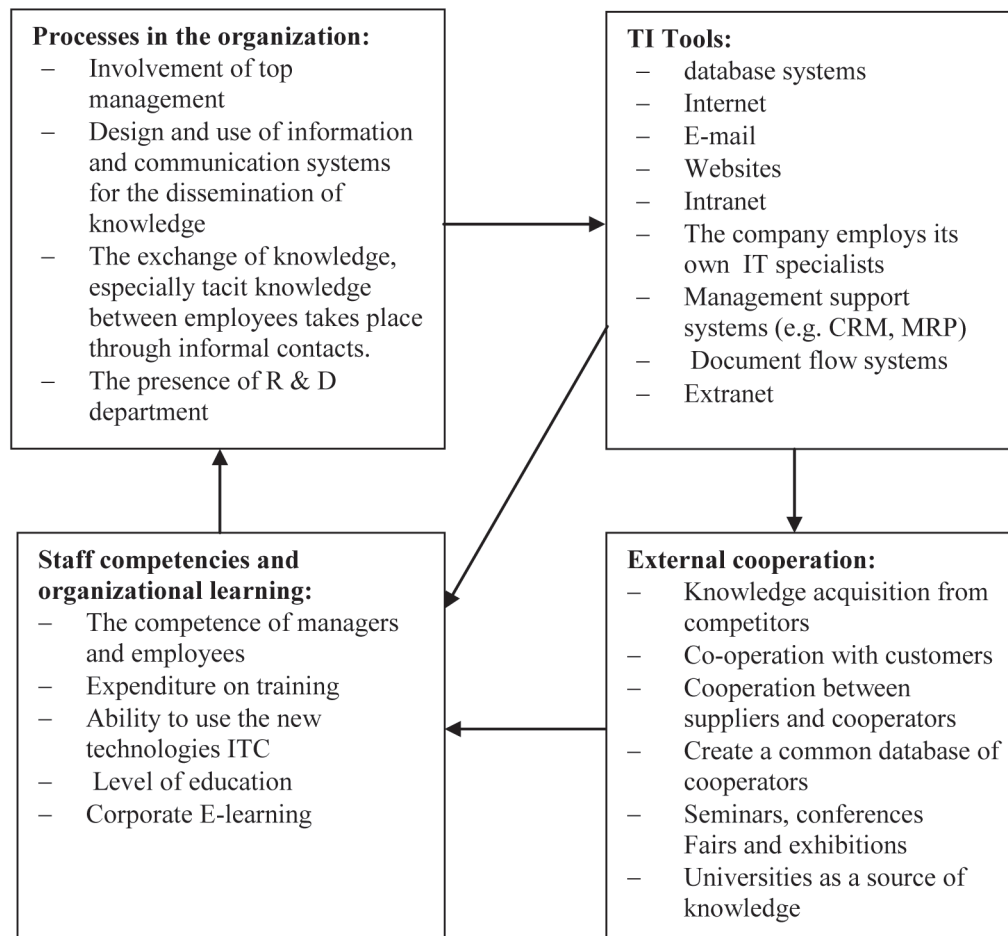 Processes in the organization:
– Involvement of top
management
– Design and use of information
and communication systems
for the dissemination of
knowledge
– The exchange of knowledge,
especially tacit knowledge
between employees takes place
through informal contacts.
– The presence of R & D
department
TI Tools:
– database systems
– Internet
– E-mail
– Websites
– Intranet
– The company employs its
own IT specialists
– Management support
systems (e.g. CRM, MRP)
– Document flow systems
– Extranet
Staff competencies and
organizational learning:
– The competence of managers
and employees
– Expenditure on training
– Ability to use the new
technologies ITC
– Level of education
– Corporate E-learning
External cooperation:
– Knowledge acquisition from
competitors
– Co-operation with customers
– Cooperation between
suppliers and cooperators
– Create a common database of
cooperators
– Seminars, conferences
Fairs and exhibitions
– Universities as a source of
knowledge